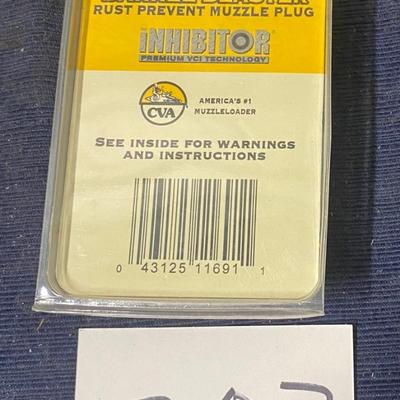 RUST PREVENT MUZZLE PLUG
iNHIBITOR®
PREMIUM VCI TECHNOLOGY
CVA
AMERICA'S #1
MUZZLELOADER
SEE INSIDE FOR WARNINGS
AND INSTRUCTIONS
0 43125 11691 1